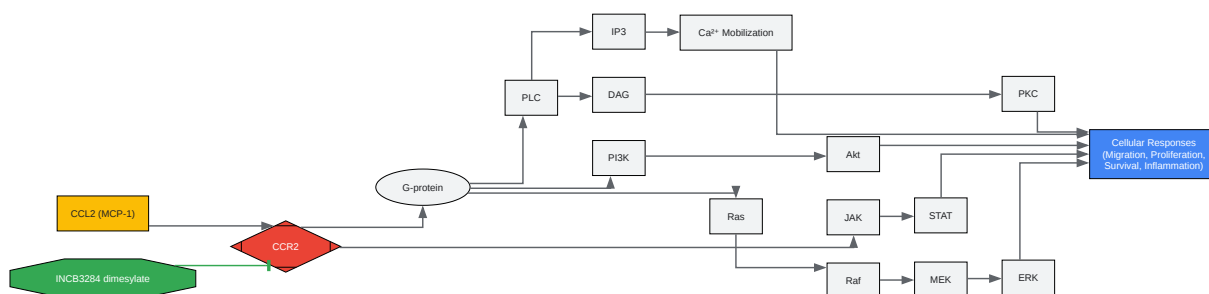 IP3
Ca²⁺ Mobilization
PLC
DAG
PKC
Cellular Responses
(Migration, Proliferation,
Survival, Inflammation)
PI3K
Akt
G-protein
CCL2 (MCP-1)
Ras
JAK
STAT
CCR2
INCB3284 dimesylate
Raf
MEK
ERK